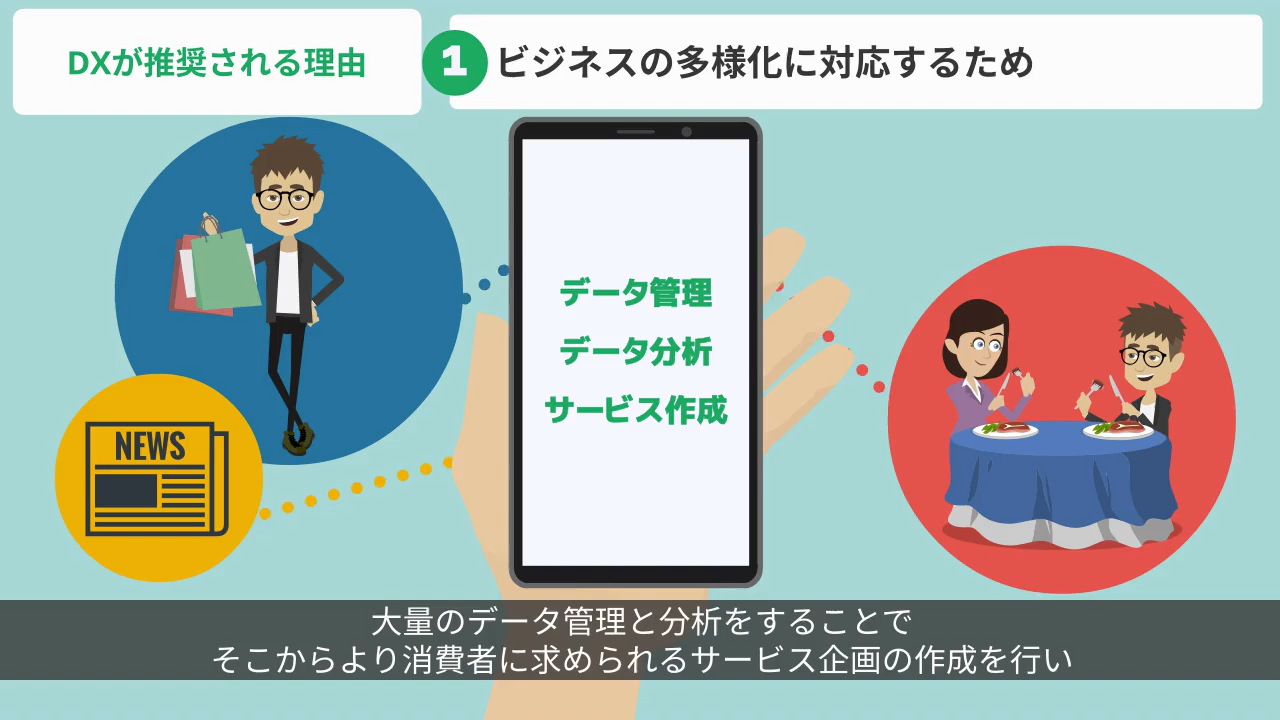 DXが推奨される理由
1 ビジネスの多様化に対応するため
データ管理
データ分析
サービス作成
NEWS
大量のデータ管理と分析をすることで
そこからより消費者に求められるサービス企画の作成を行い